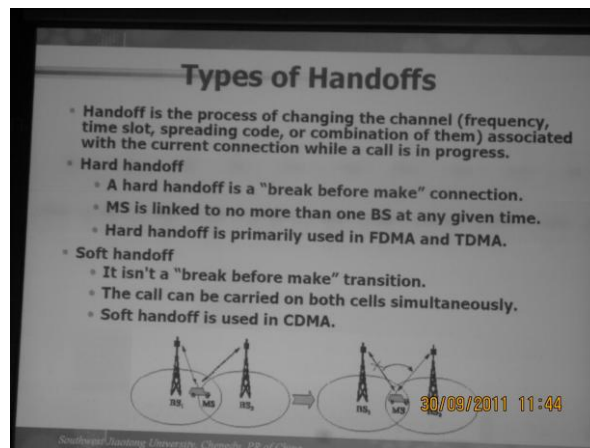 Types of Handoffs
• Handoff is the process of changing the channel (frequency,
time slot, spreading code, or combination of them) associated
with the current connection while a call is in progress.
• Hard handoff
• A hard handoff is a “break before make” connection.
• MS is linked to no more than one BS at any given time.
• Hard handoff is primarily used in FDMA and TDMA.
• Soft handoff
• It isn't a “break before make” transition.
• The call can be carried on both cells simultaneously.
• Soft handoff is used in CDMA.
BS₁ MS BS₂ BS₁ MS
30/09/2011 11:44
Southwest Jiaotong University, Chengdu, P.R. of China